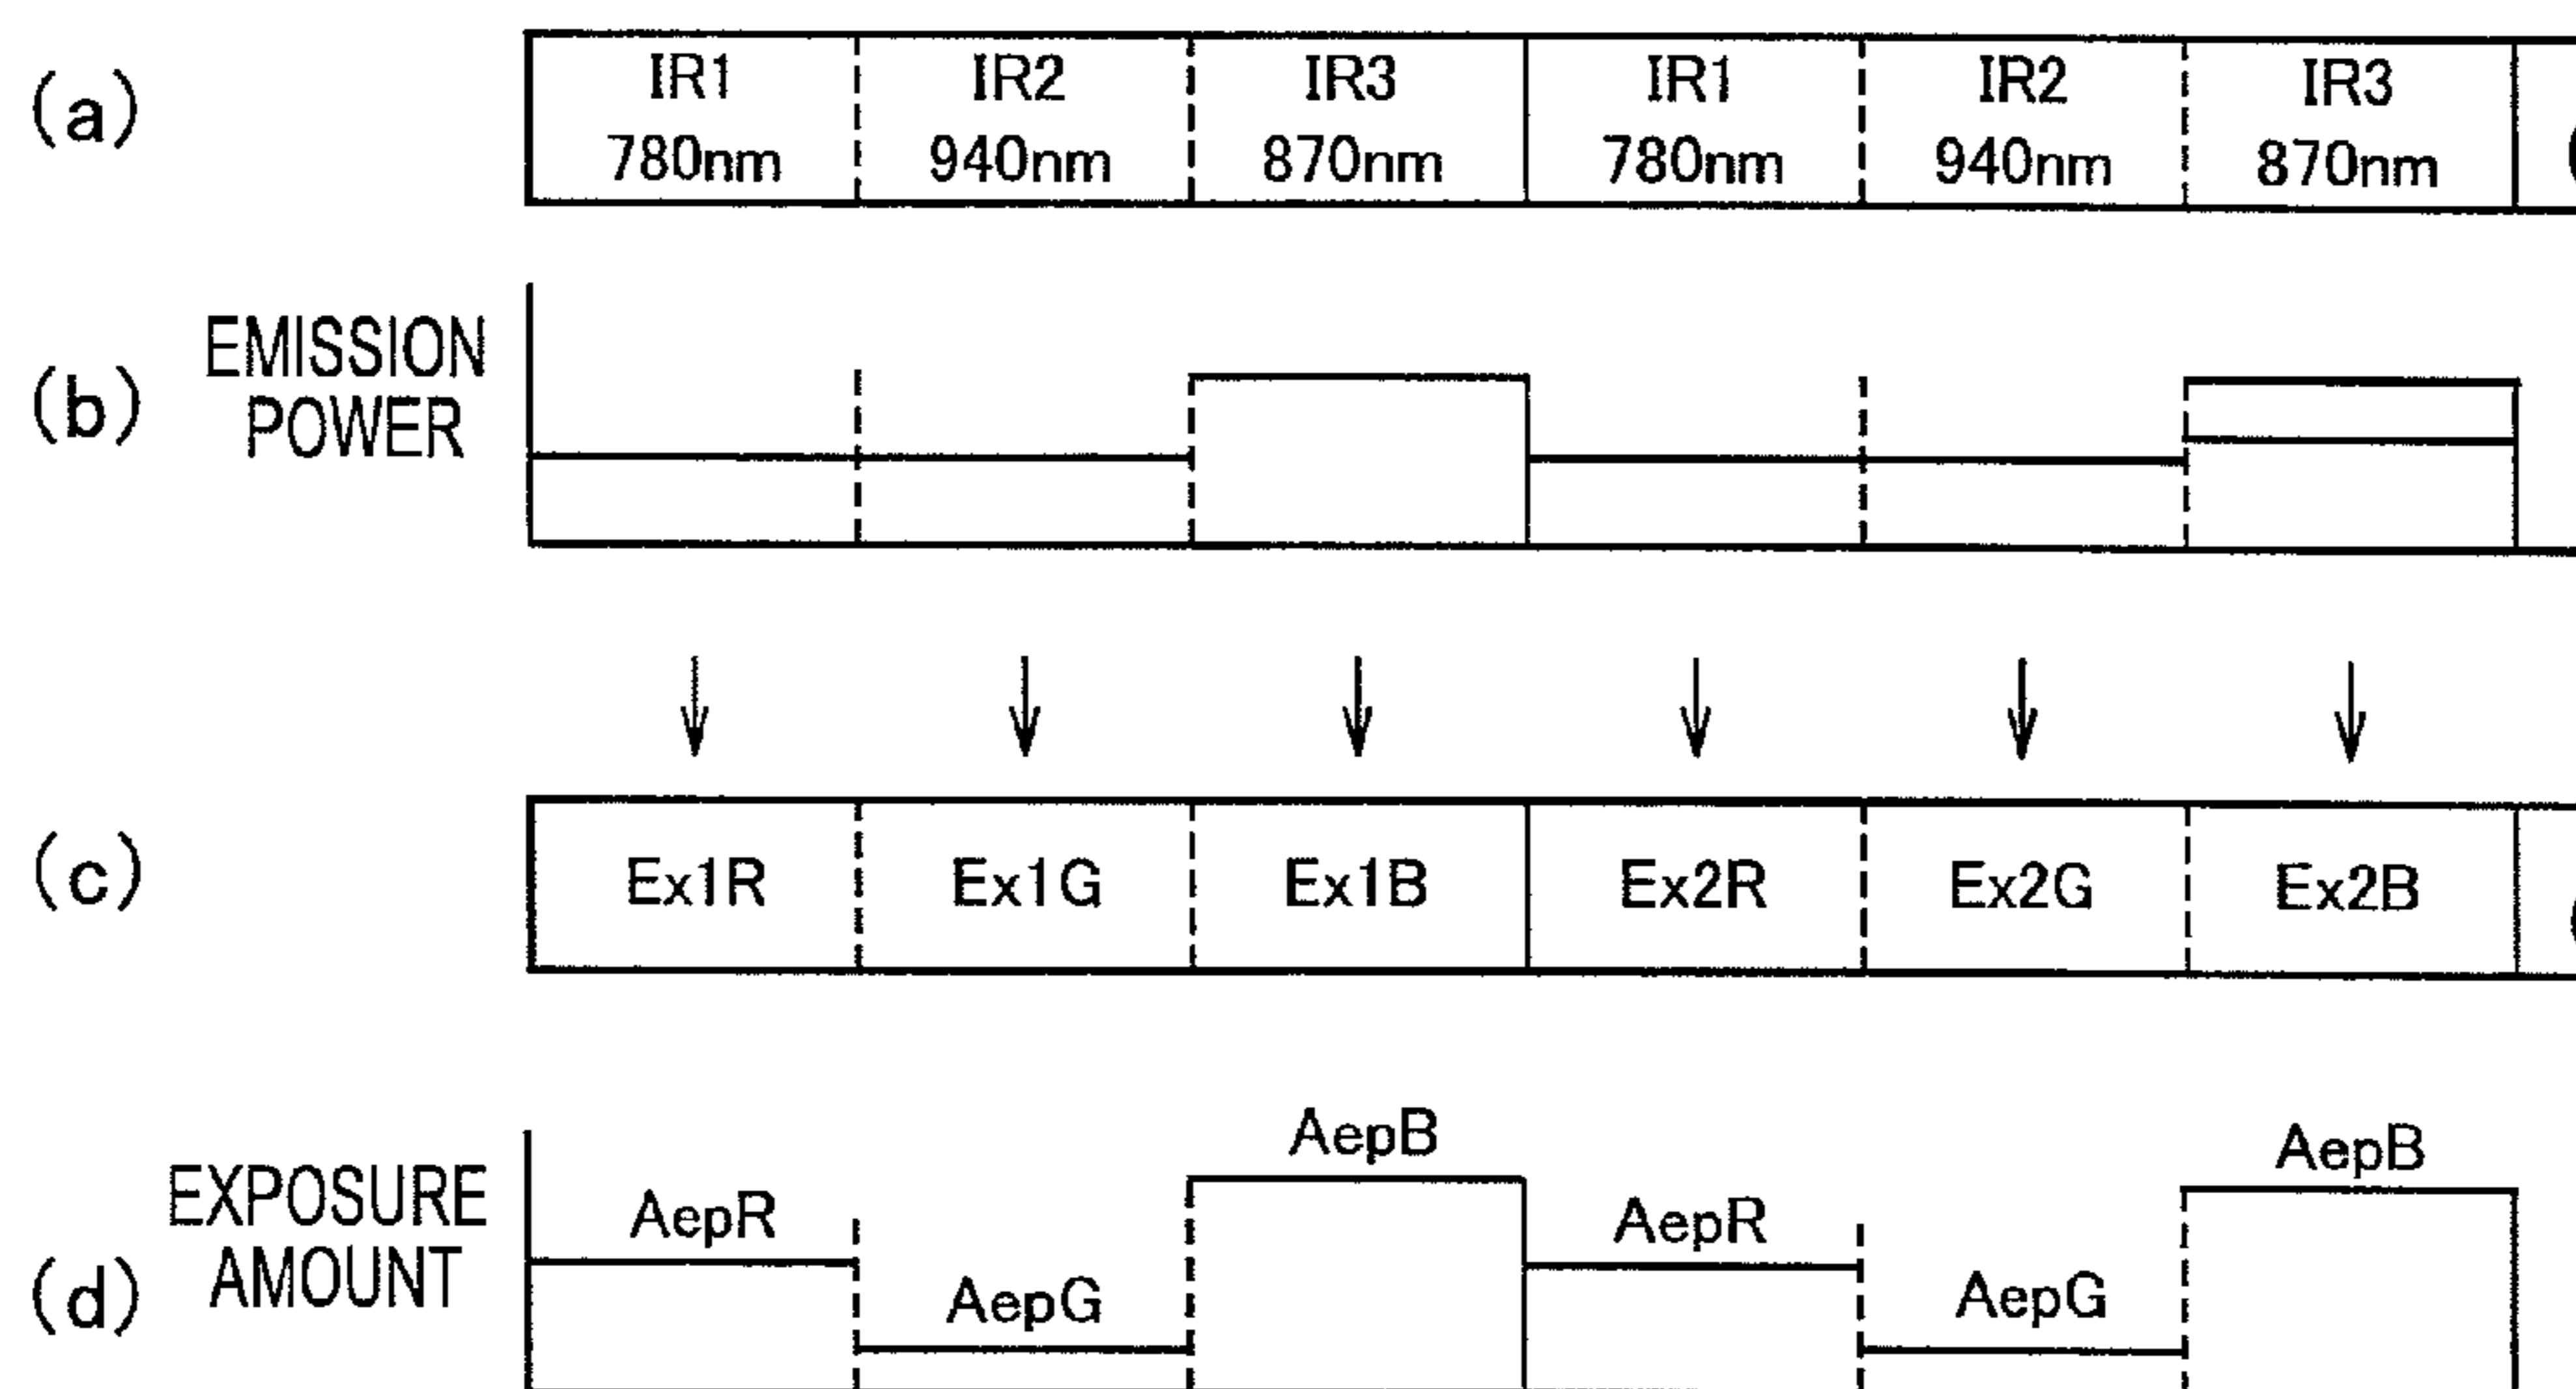 (a)
IR1 IR2 IR3 IR1 IR2 IR3
780nm 940nm 870nm 780nm 940nm 870nm
(b)
EMISSION
POWER
(c)
Ex1R Ex1G Ex1B Ex2R Ex2G Ex2B
(d)
EXPOSURE
AMOUNT
AepR AepG AepB AepR AepG AepB